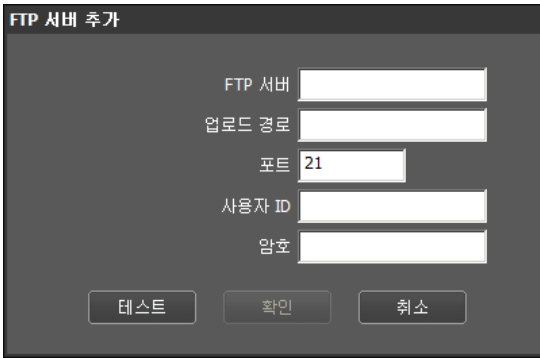 FTP 서버 추가
FTP 서버
업로드 경로
포트 21
사용자 ID
암호
테스트 확인 취소